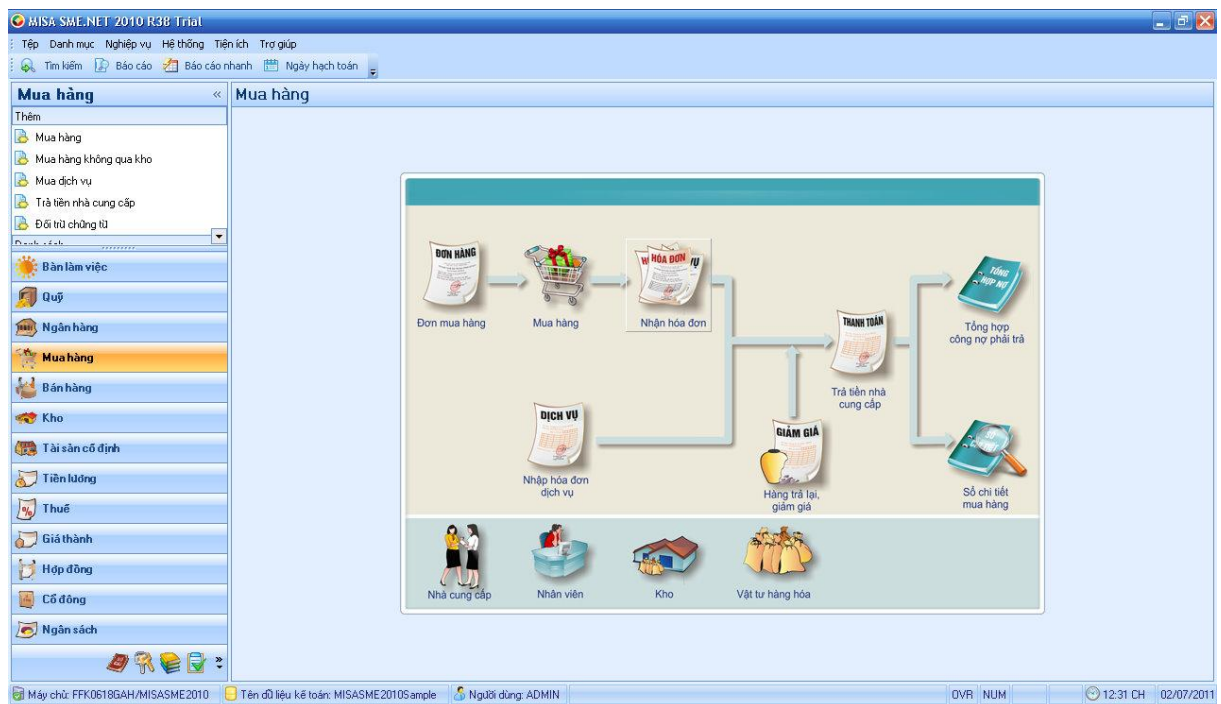 MISA SME.NET 2010 R38 Trial
Tệp Danh mục Nghiệp vụ Hệ thống Tiện ích Trợ giúp
Tìm kiếm Báo cáo Báo cáo nhanh Ngày hạch toán
Mua hàng « Mua hàng
Thêm
Mua hàng
Mua hàng không qua kho
Mua dịch vụ
Trả tiền nhà cung cấp
Đối trừ chứng từ
Bàn làm việc
Quỹ
Ngân hàng
Mua hàng
Bán hàng
Kho
Tài sản cố định
Tiền lương
Thuế
Giá thành
Hợp đồng
Cổ đông
Ngân sách
ĐƠN HÀNG
Đơn mua hàng
Mua hàng
HÓA ĐƠN
Nhận hóa đơn
DỊCH VỤ
Nhập hóa đơn
dịch vụ
GIẢM GIÁ
Hàng trả lại,
giảm giá
THANH TOÁN
Trả tiền nhà
cung cấp
TỔNG
HỢP NỢ
Tổng hợp
công nợ phải trả
Sổ chi tiết
mua hàng
Nhà cung cấp
Nhân viên
Kho
Vật tư hàng hóa
Máy chủ: FFK0618GAH/MISASME2010 Tên dữ liệu kế toán: MISASME2010Sample Người dùng: ADMIN OVR NUM 12:31 CH 02/07/2011